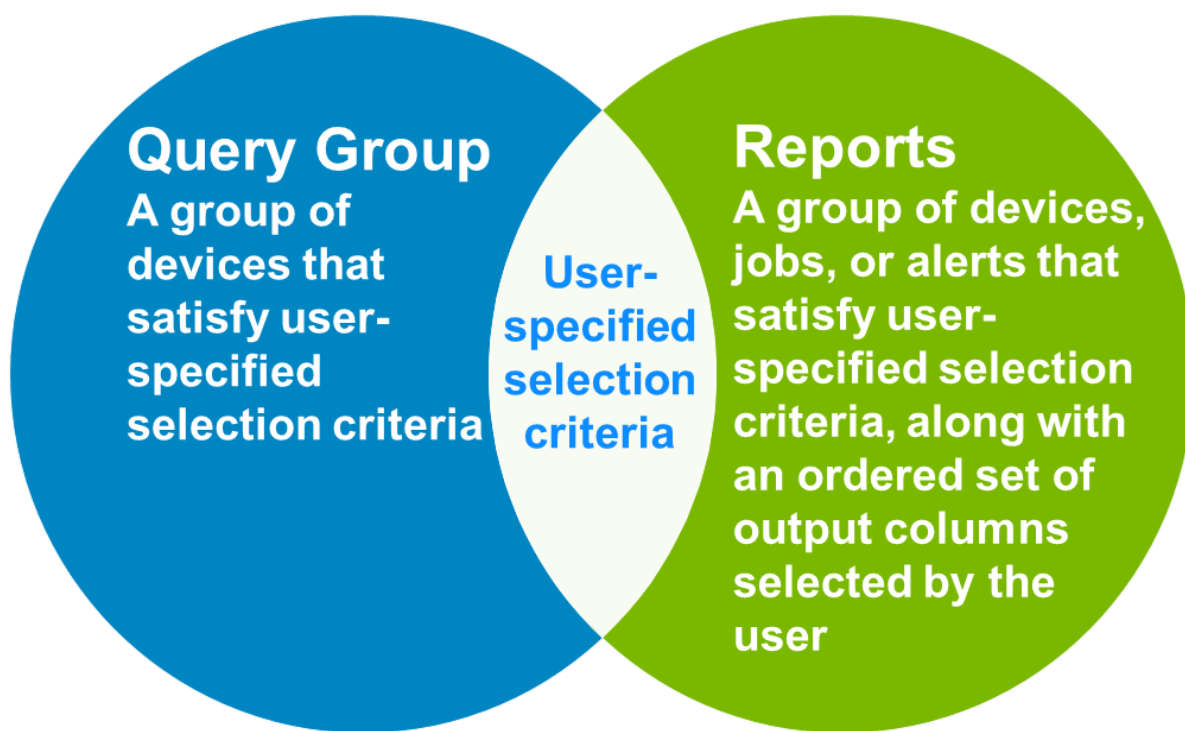 Query Group
A group of
devices that
satisfy user-
specified
selection criteria
User-
specified
selection
criteria
Reports
A group of devices,
jobs, or alerts that
satisfy user-
specified selection
criteria, along with
an ordered set of
output columns
selected by the
user